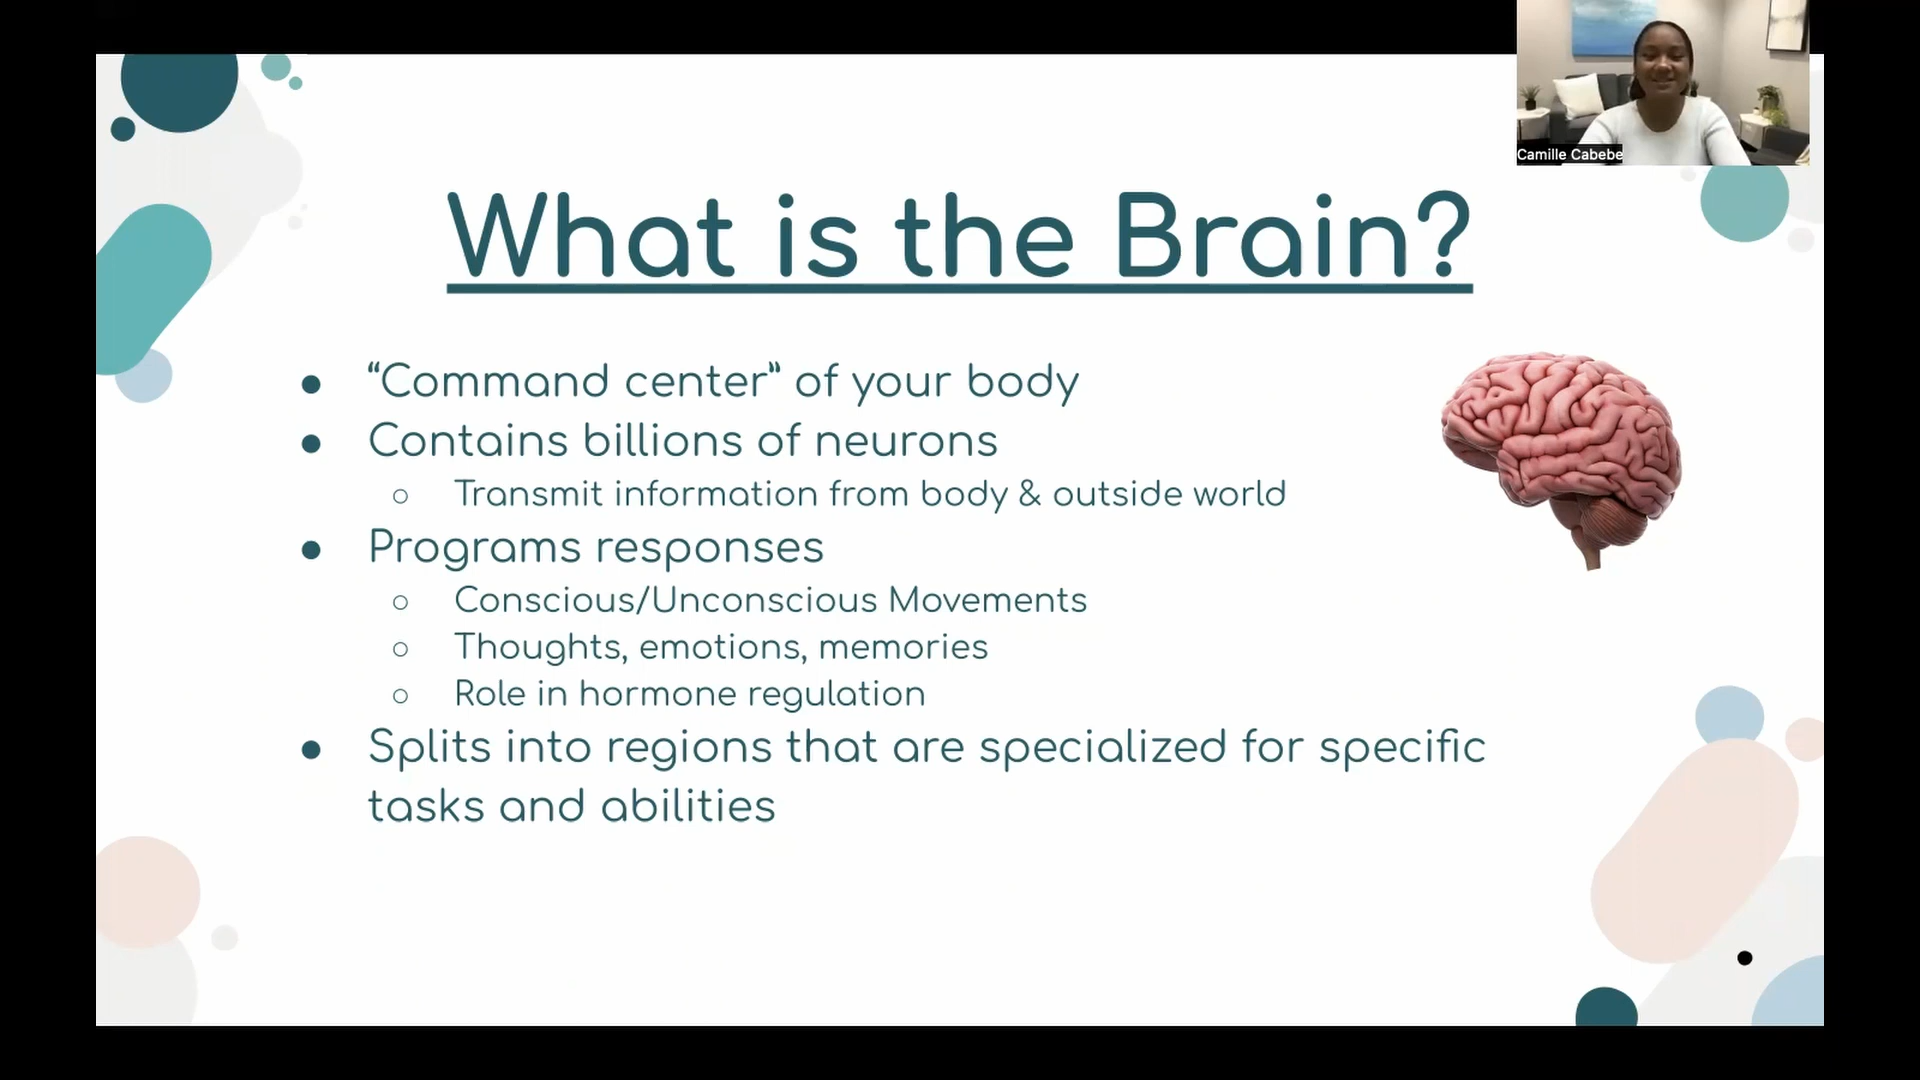 Camille Cabebe
What is the Brain?
● “Command center” of your body
● Contains billions of neurons
○ Transmit information from body & outside world
● Programs responses
○ Conscious/Unconscious Movements
○ Thoughts, emotions, memories
○ Role in hormone regulation
● Splits into regions that are specialized for specific
tasks and abilities